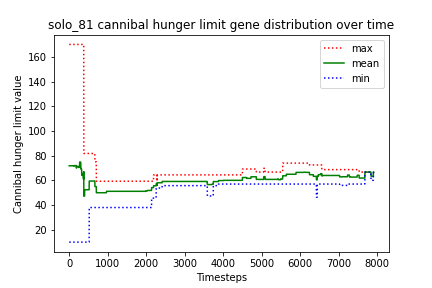 solo_81 cannibal hunger limit gene distribution over time
max
mean
min
Cannibal hunger limit value
160
140
120
100
80
60
40
20
0
1000
2000
3000
4000
5000
6000
7000
8000
Timesteps